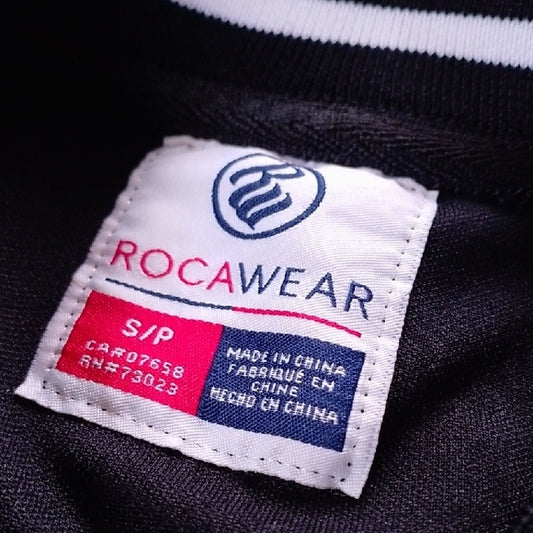 ROCAWEAR
S/P
CA#07658
RN#73023
MADE IN CHINA
FABRIQUÉ EN
CHINE
HECHO EN CHINA